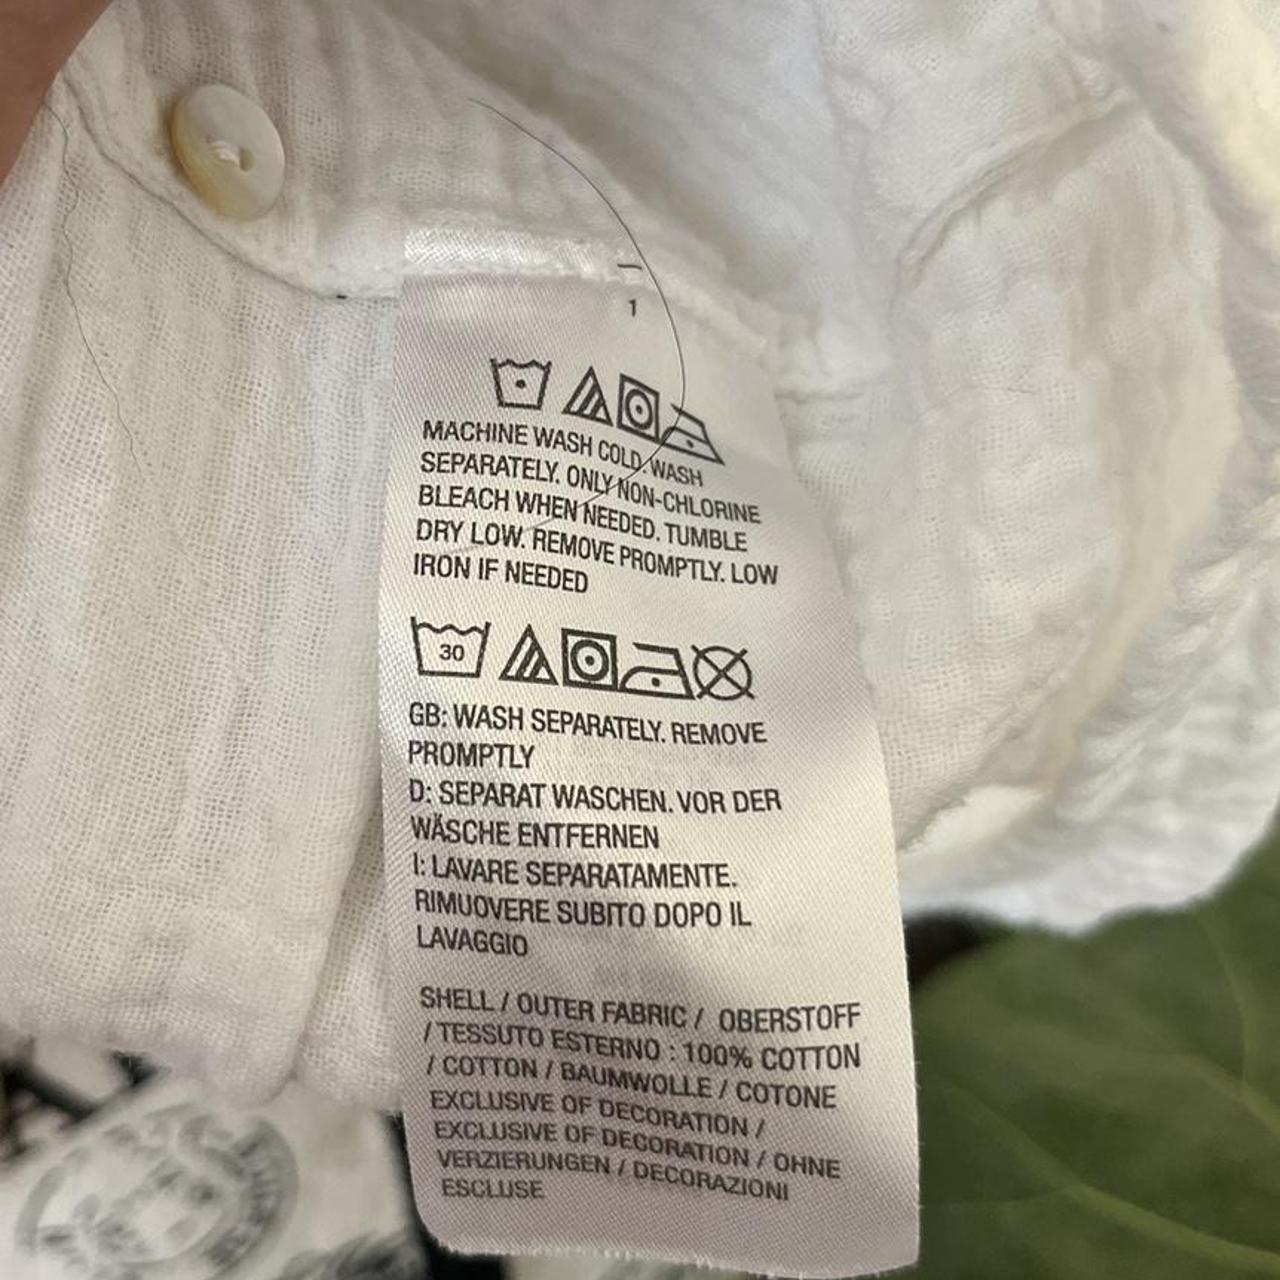 1
MACHINE WASH COLD. WASH
SEPARATELY. ONLY NON-CHLORINE
BLEACH WHEN NEEDED. TUMBLE
DRY LOW. REMOVE PROMPTLY. LOW
IRON IF NEEDED
30
GB: WASH SEPARATELY. REMOVE
PROMPTLY
D: SEPARAT WASCHEN. VOR DER
WÄSCHE ENTFERNEN
I: LAVARE SEPARATAMENTE.
RIMUOVERE SUBITO DOPO IL
LAVAGGIO
SHELL / OUTER FABRIC / OBERSTOFF
/ TESSUTO ESTERNO : 100% COTTON
/ COTTON / BAUMWOLLE / COTONE
EXCLUSIVE OF DECORATION /
EXCLUSIVE OF DECORATION / OHNE
VERZIERUNGEN / DECORAZIONI
ESCLUSE